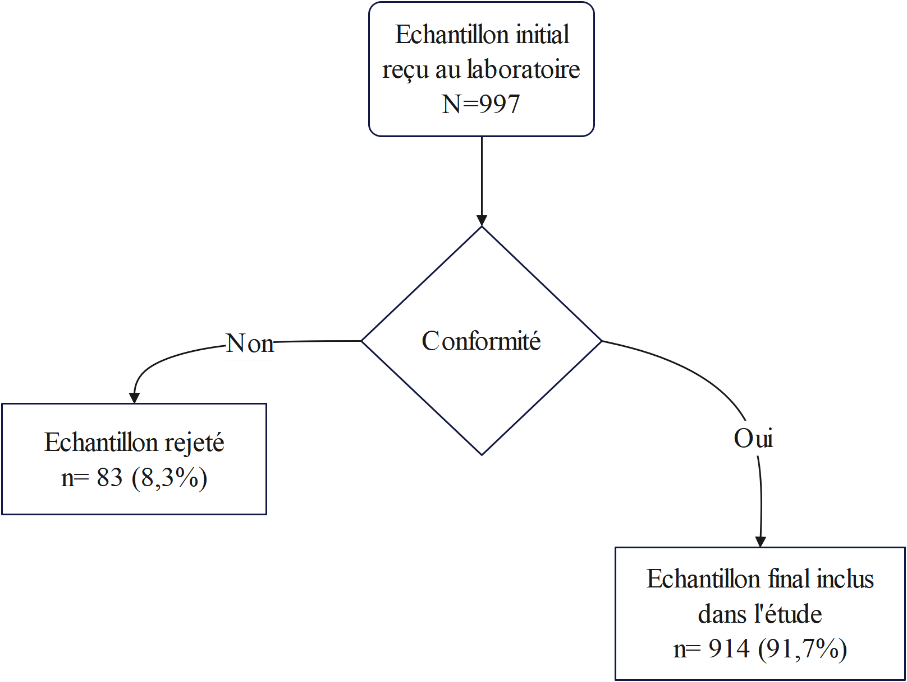 Echantillon initial
reçu au laboratoire
N=997
Conformité
Non
Echantillon rejeté
n= 83 (8,3%)
Oui
Echantillon final inclus
dans l'étude
n= 914 (91,7%)